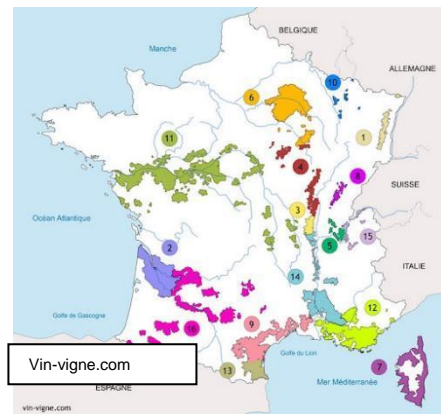 BELGIQUE
Manche
ALLEMAGNE
10
6
1
11
4
8
SUISSE
Océan Atlantique
3
2
5
15
ITALIE
14
12
Golfe de Gascogne
9
16
7
Golfe du Lion
Vin-vigne.com
13
Mer Méditerranée
ESPAGNE
vin-vigne.com